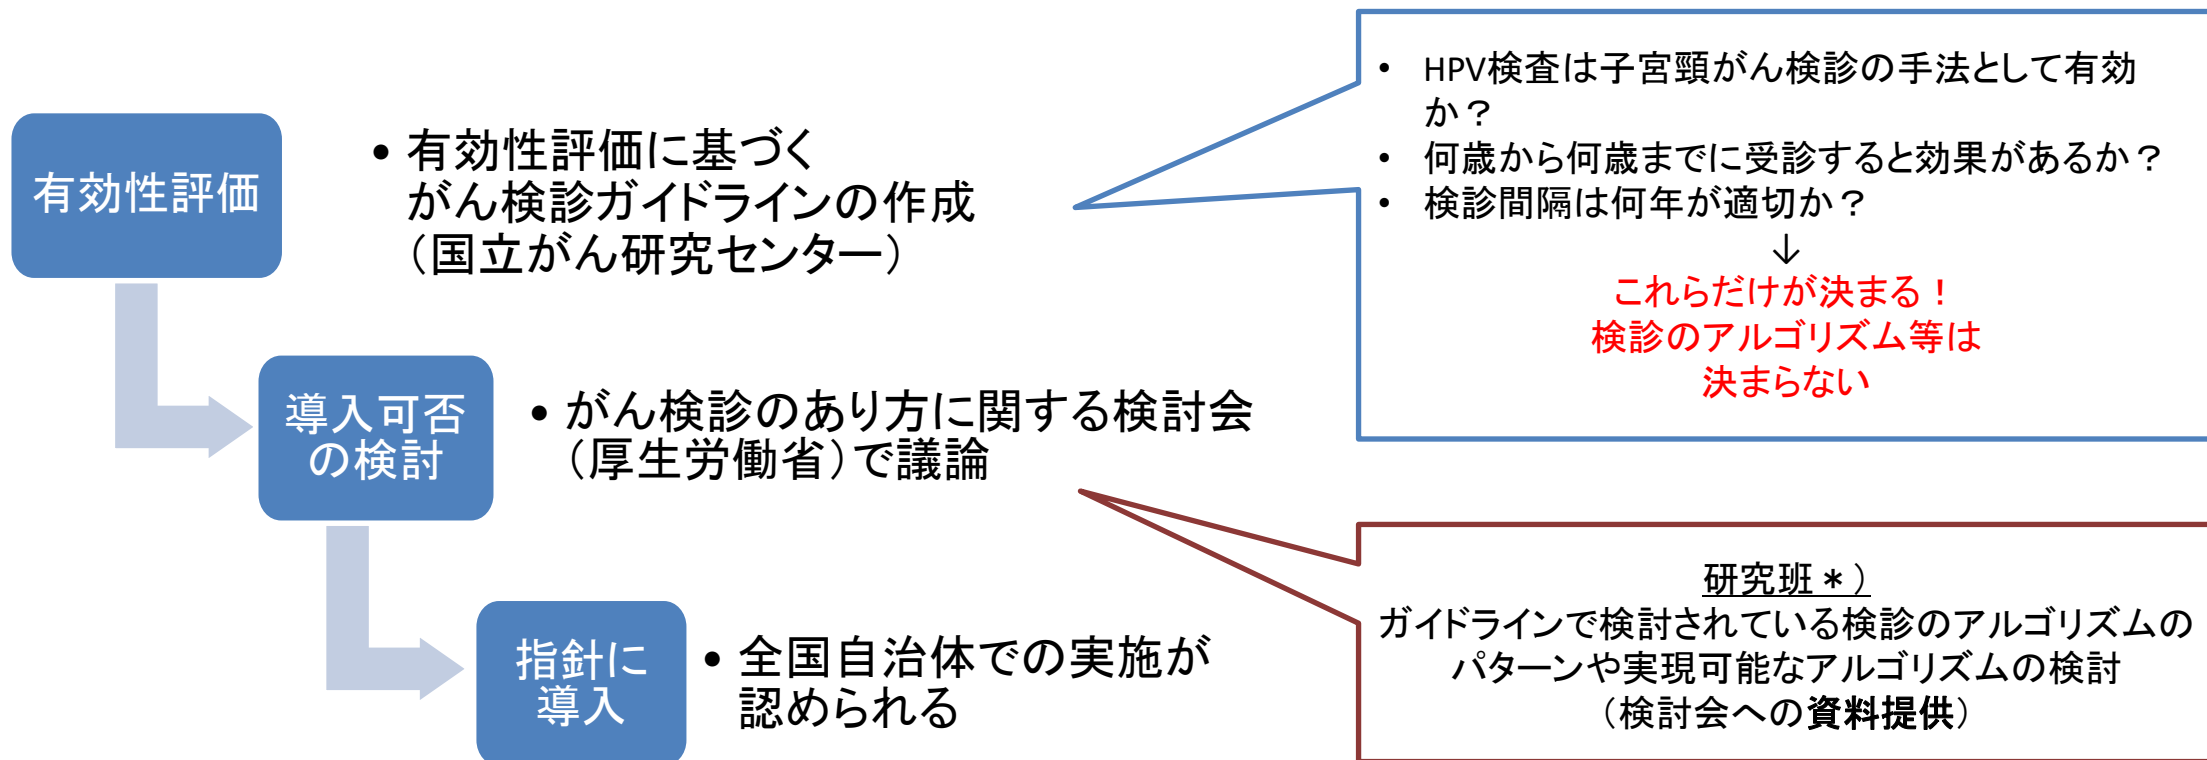 有効性評価
• 有効性評価に基づく
がん検診ガイドラインの作成
（国立がん研究センター）
• HPV検査は子宮頸がん検診の手法として有効
か？
• 何歳から何歳までに受診すると効果があるか？
• 検診間隔は何年が適切か？
↓
これらだけが決まる！
検診のアルゴリズム等は
決まらない
導入可否
の検討
• がん検診のあり方に関する検討会
（厚生労働省）で議論
研究班＊）
ガイドラインで検討されている検診のアルゴリズムの
パターンや実現可能なアルゴリズムの検討
（検討会への資料提供）
指針に
導入
• 全国自治体での実施が
認められる